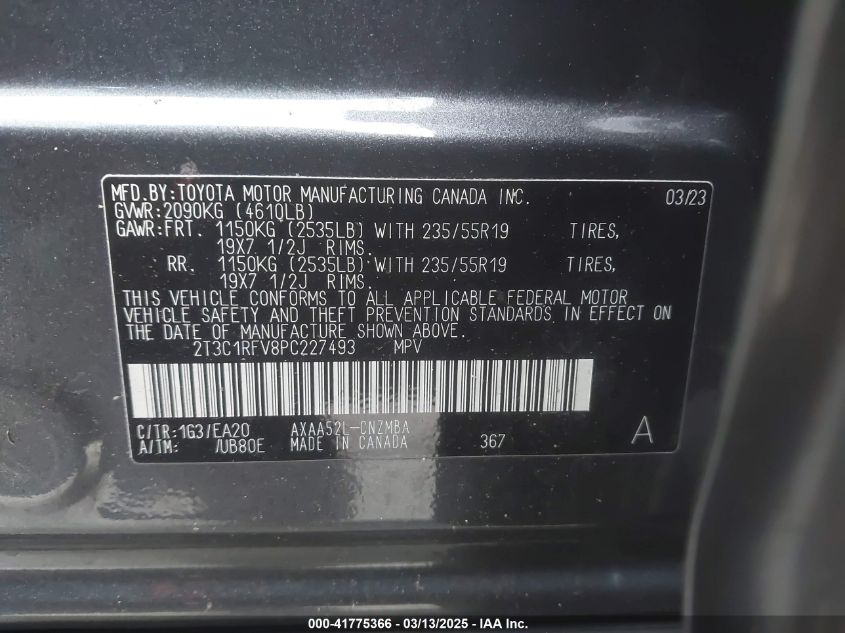 MFD.BY:TOYOTA MOTOR MANUFACTURING CANADA INC. 03/23
GVWR:2090KG (4610LB)
GAWR:FRT. 1150KG (2535LB) WITH 235/55R19 TIRES,
19X7 1/2J RIMS.
RR. 1150KG (2535LB) WITH 235/55R19 TIRES,
19X7 1/2J RIMS.
THIS VEHICLE CONFORMS TO ALL APPLICABLE FEDERAL MOTOR
VEHICLE SAFETY AND THEFT PREVENTION STANDARDS IN EFFECT ON
THE DATE OF MANUFACTURE SHOWN ABOVE.
2T3C1RFV8PC227493 MPV
C/TR:1G3/EA20 AXAA52L-CNZMBA
A/TM: /UB80E MADE IN CANADA 367 A
000-41775366 - 03/13/2025 - IAA Inc.